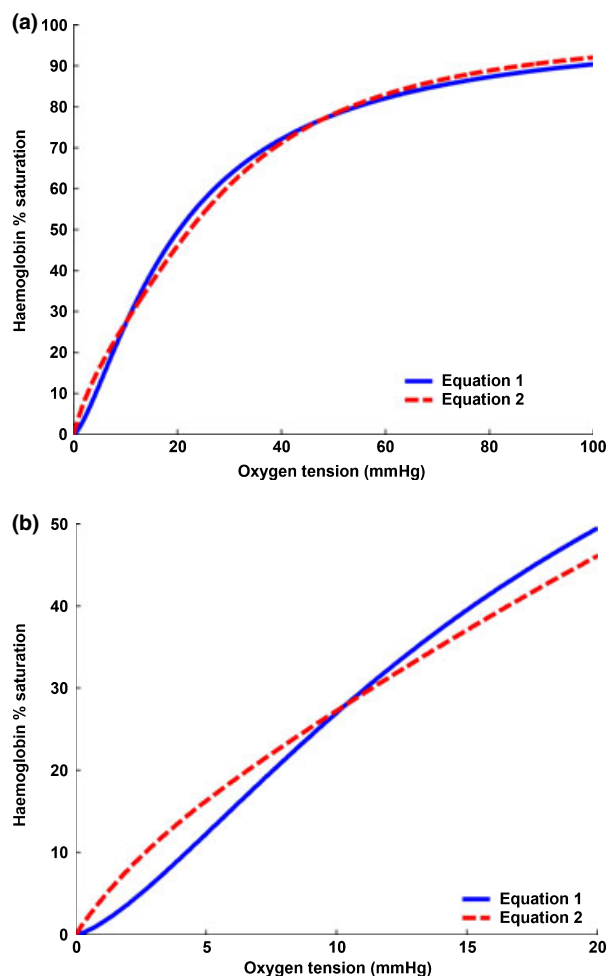 (a)
100
90
80
70
60
50
40
30
20
10
0
Haemoglobin % saturation
Equation 1
Equation 2
0 20 40 60 80 100
Oxygen tension (mmHg)
(b)
50
40
30
20
10
0
Haemoglobin % saturation
Equation 1
Equation 2
0 5 10 15 20
Oxygen tension (mmHg)